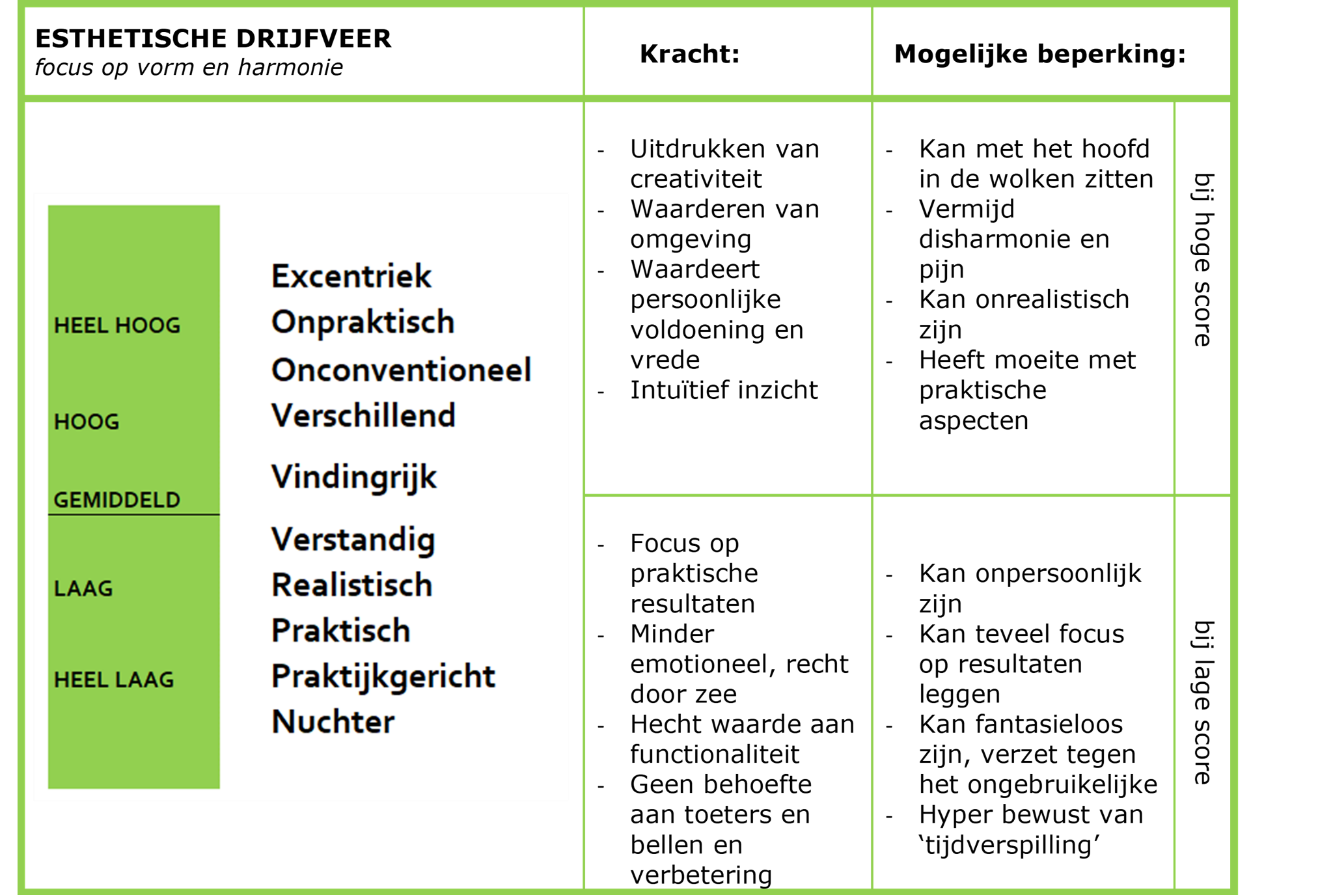 ESTHETISCHE DRIJFVEER
focus op vorm en harmonie
Kracht:
Mogelijke beperking:
HEEL HOOG
HOOG
GEMIDDELD
LAAG
HEEL LAAG
Excentriek
Onpraktisch
Onconventioneel
Verschillend
Vindingrijk
Verstandig
Realistisch
Praktisch
Praktijkgericht
Nuchter
- Uitdrukken van
creativiteit
- Waarderen van
omgeving
- Waardeert
persoonlijke
voldoening en
vrede
- Intuïtief inzicht
- Kan met het hoofd
in de wolken zitten
- Vermijd
disharmonie en
pijn
- Kan onrealistisch
zijn
- Heeft moeite met
praktische
aspecten
bij hoge score
- Focus op
praktische
resultaten
- Minder
emotioneel, recht
door zee
- Hecht waarde aan
functionaliteit
- Geen behoefte
aan toeters en
bellen en
verbetering
- Kan onpersoonlijk
zijn
- Kan teveel focus
op resultaten
leggen
- Kan fantasieloos
zijn, verzet tegen
het ongebruikelijke
- Hyper bewust van
‘tijdverspilling’
bij lage score